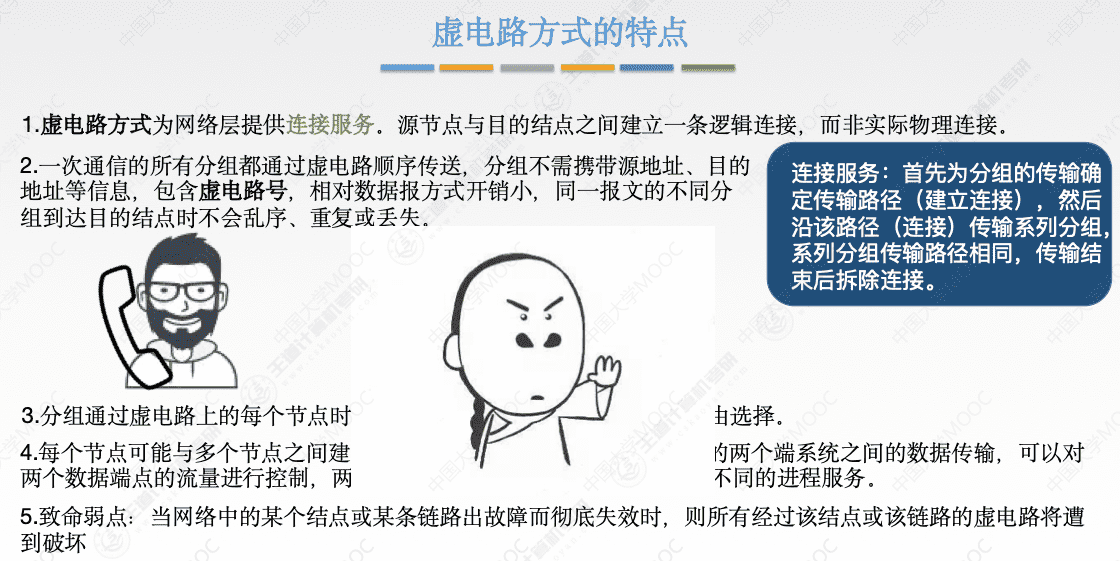 虚电路方式的特点
1.虚电路方式为网络层提供连接服务。源节点与目的结点之间建立一条逻辑连接，而非实际物理连接。
2.一次通信的所有分组都通过虚电路顺序传送，分组不需携带源地址、目的
地址等信息，包含虚电路号，相对数据报方式开销小，同一报文的不同分
组到达目的结点时不会乱序、重复或丢失。
连接服务：首先为分组的传输确
定传输路径（建立连接），然后
沿该路径（连接）传输系列分组，
系列分组传输路径相同，传输结
束后拆除连接。
3.分组通过虚电路上的每个节点时
由选择。
4.每个节点可能与多个节点之间建
的两个端系统之间的数据传输，可以对
两个数据端点的流量进行控制，两
不同的进程服务。
5.致命弱点：当网络中的某个结点或某条链路出故障而彻底失效时，则所有经过该结点或该链路的虚电路将遭
到破坏
中国大学MOOC
王道计算机考研